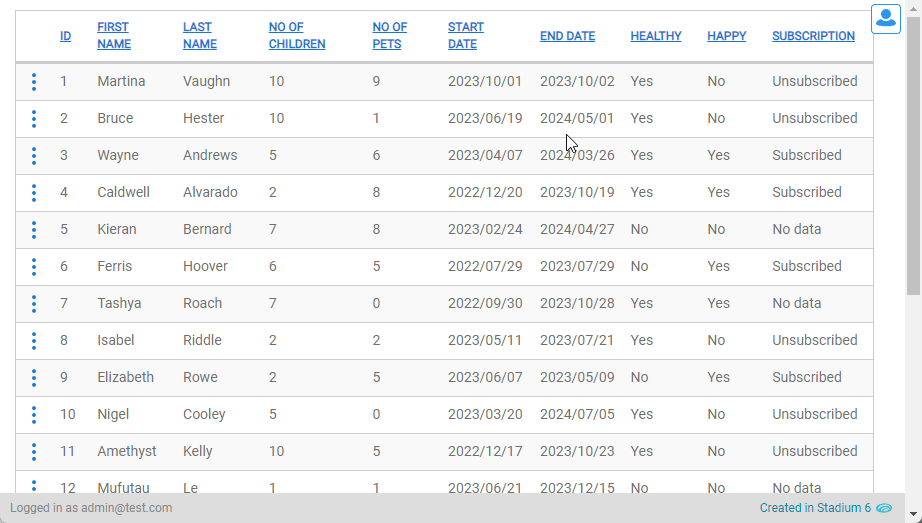 ID FIRST NAME LAST NAME NO OF CHILDREN NO OF PETS START DATE END DATE HEALTHY HAPPY SUBSCRIPTION
1 Martina Vaughn 10 9 2023/10/01 2023/10/02 Yes No Unsubscribed
2 Bruce Hester 10 1 2023/06/19 2024/05/01 Yes No Unsubscribed
3 Wayne Andrews 5 6 2023/04/07 2024/03/26 Yes Yes Subscribed
4 Caldwell Alvarado 2 8 2022/12/20 2023/10/19 Yes Yes Subscribed
5 Kieran Bernard 7 8 2023/02/24 2024/04/27 No No No data
6 Ferris Hoover 6 5 2022/07/29 2023/07/29 No Yes Subscribed
7 Tashya Roach 7 0 2022/09/30 2023/10/28 Yes Yes No data
8 Isabel Riddle 2 2 2023/05/11 2023/07/21 Yes No Unsubscribed
9 Elizabeth Rowe 2 5 2023/06/07 2023/05/09 No Yes Subscribed
10 Nigel Cooley 5 0 2023/03/20 2024/07/05 Yes No Unsubscribed
11 Amethyst Kelly 10 5 2022/12/17 2023/10/23 Yes No Unsubscribed
12 Mufutau Le 1 1 2023/06/21 2023/12/15 No No No data
Logged in as admin@test.com Created in Stadium 6